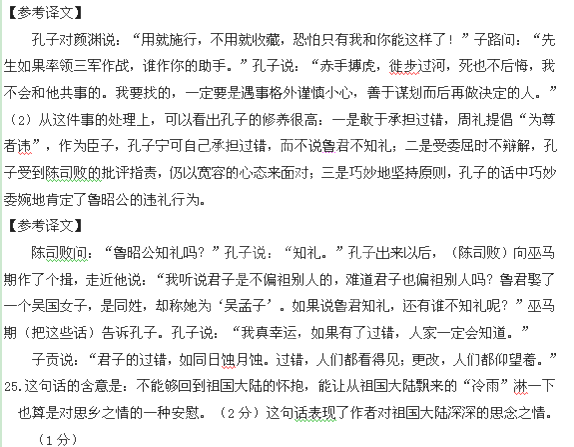 【参考译文】
孔子对颜渊说：“用就施行，不用就收藏，恐怕只有我和你能这样了！”子路问：“先
生如果率领三军作战，谁作你的助手。”孔子说：“赤手搏虎，徙步过河，死也不后悔，我
不会和他共事的。我要找的，一定要是遇事格外谨慎小心，善于谋划而后再做决定的人。”
（2）从这件事的处理上，可以看出孔子的修养很高：一是敢于承担过错，周礼提倡“为尊
者讳”，作为臣子，孔子宁可自己承担过错，而不说鲁君不知礼；二是受委屈时不辩解，孔
子受到陈司败的批评指责，仍以宽容的心态来面对；三是巧妙地坚持原则，孔子的话中巧妙
委婉地肯定了鲁昭公的违礼行为。
【参考译文】
陈司败问：“鲁昭公知礼吗？”孔子说：“知礼。”孔子出来以后，（陈司败）向巫马
期作了个揖，走近他说：“我听说君子是不偏袒别人的，难道君子也偏袒别人吗？鲁君娶了
一个吴国女子，是同姓，却称她为‘吴孟子’。如果说鲁君知礼，还有谁不知礼呢？”巫马
期（把这些话）告诉孔子。孔子说：“我真幸运，如果有了过错，人家一定会知道。”
子贡说：“君子的过错，如同日蚀月蚀。过错，人们都看得见；更改，人们都仰望着。”
25.这句话的含意是：不能够回到祖国大陆的怀抱，能让从祖国大陆飘来的“冷雨”淋一下
也算是对思乡之情的一种安慰。（2分）这句话表现了作者对祖国大陆深深的思念之情。
（1分）